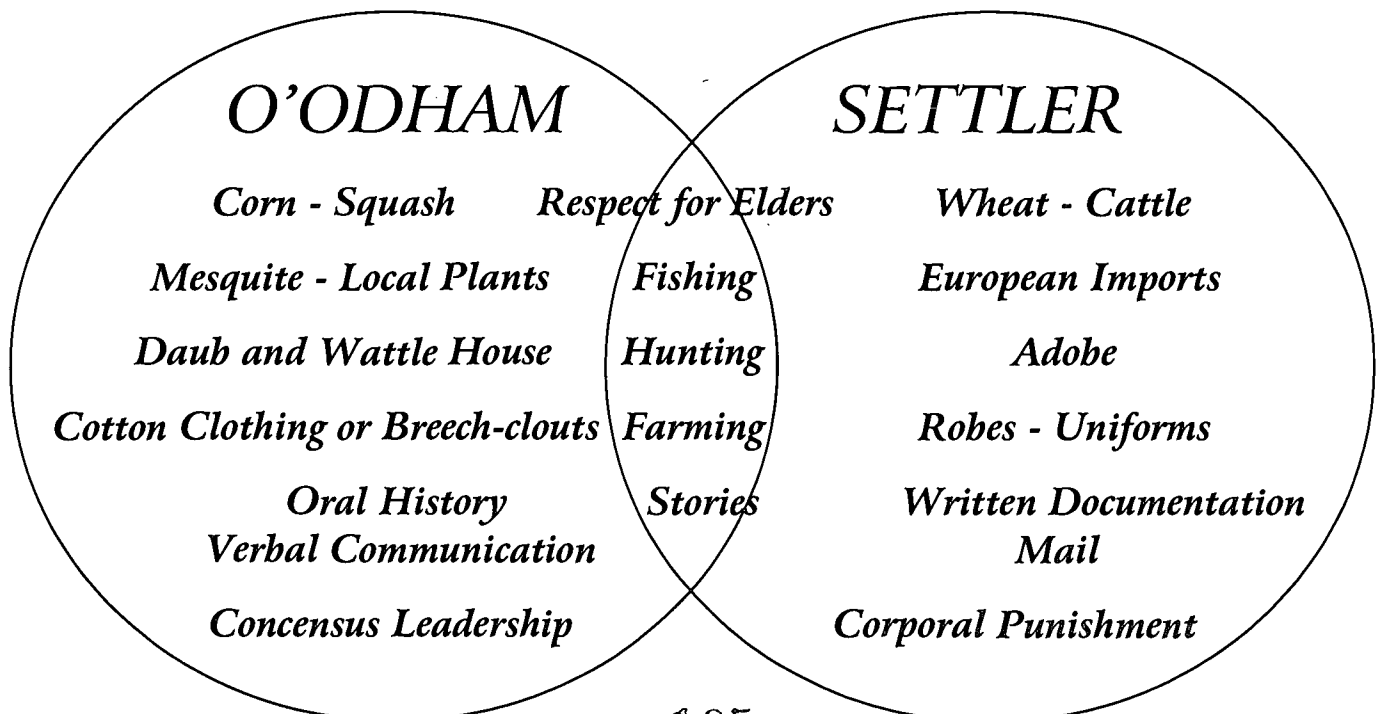 O'ODHAM
Corn - Squash
Mesquite - Local Plants
Daub and Wattle House
Cotton Clothing or Breech-clouts
Oral History
Verbal Communication
Concensus Leadership
Respect for Elders
Fishing
Hunting
Farming
Stories
SETTLER
Wheat - Cattle
European Imports
Adobe
Robes - Uniforms
Written Documentation
Mail
Corporal Punishment